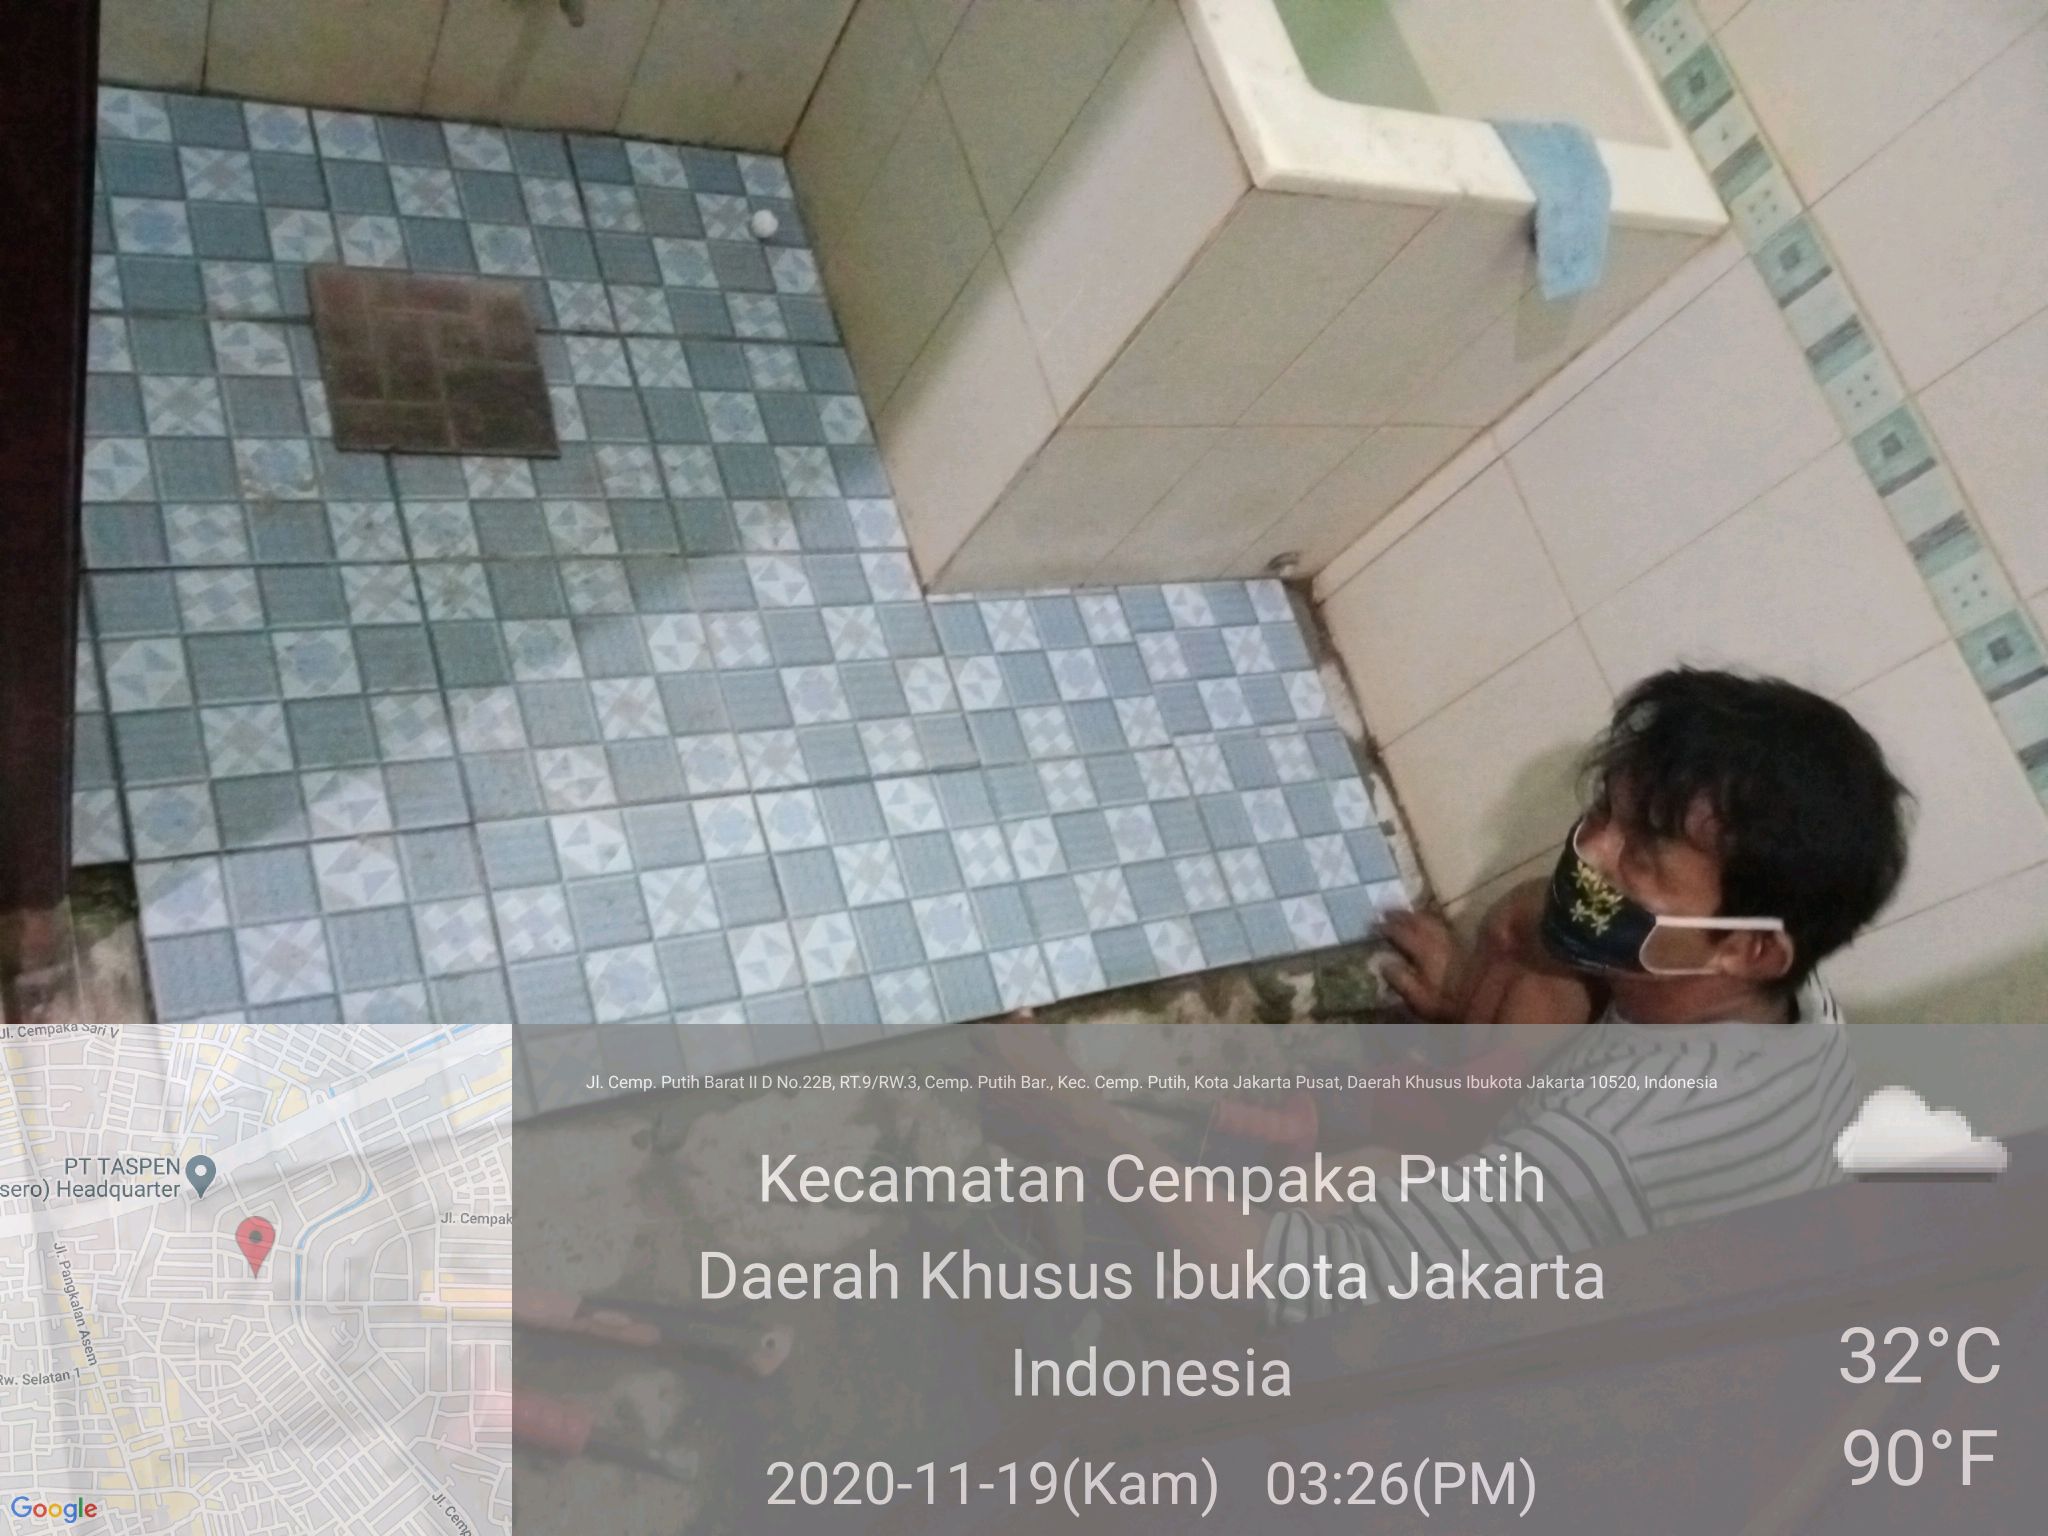 Jl. Cempaka Sari V
PT TASPEN
sero) Headquarter
Jl. Cempak
Jl. Pangkalan Asem
Rw. Selatan 1
Jl. Cemp
Google
Jl. Cemp. Putih Barat II D No.22B, RT.9/RW.3, Cemp. Putih Bar., Kec. Cemp. Putih, Kota Jakarta Pusat, Daerah Khusus Ibukota Jakarta 10520, Indonesia
Kecamatan Cempaka Putih
Daerah Khusus Ibukota Jakarta
Indonesia
2020-11-19(Kam) 03:26(PM)
32°C
90°F